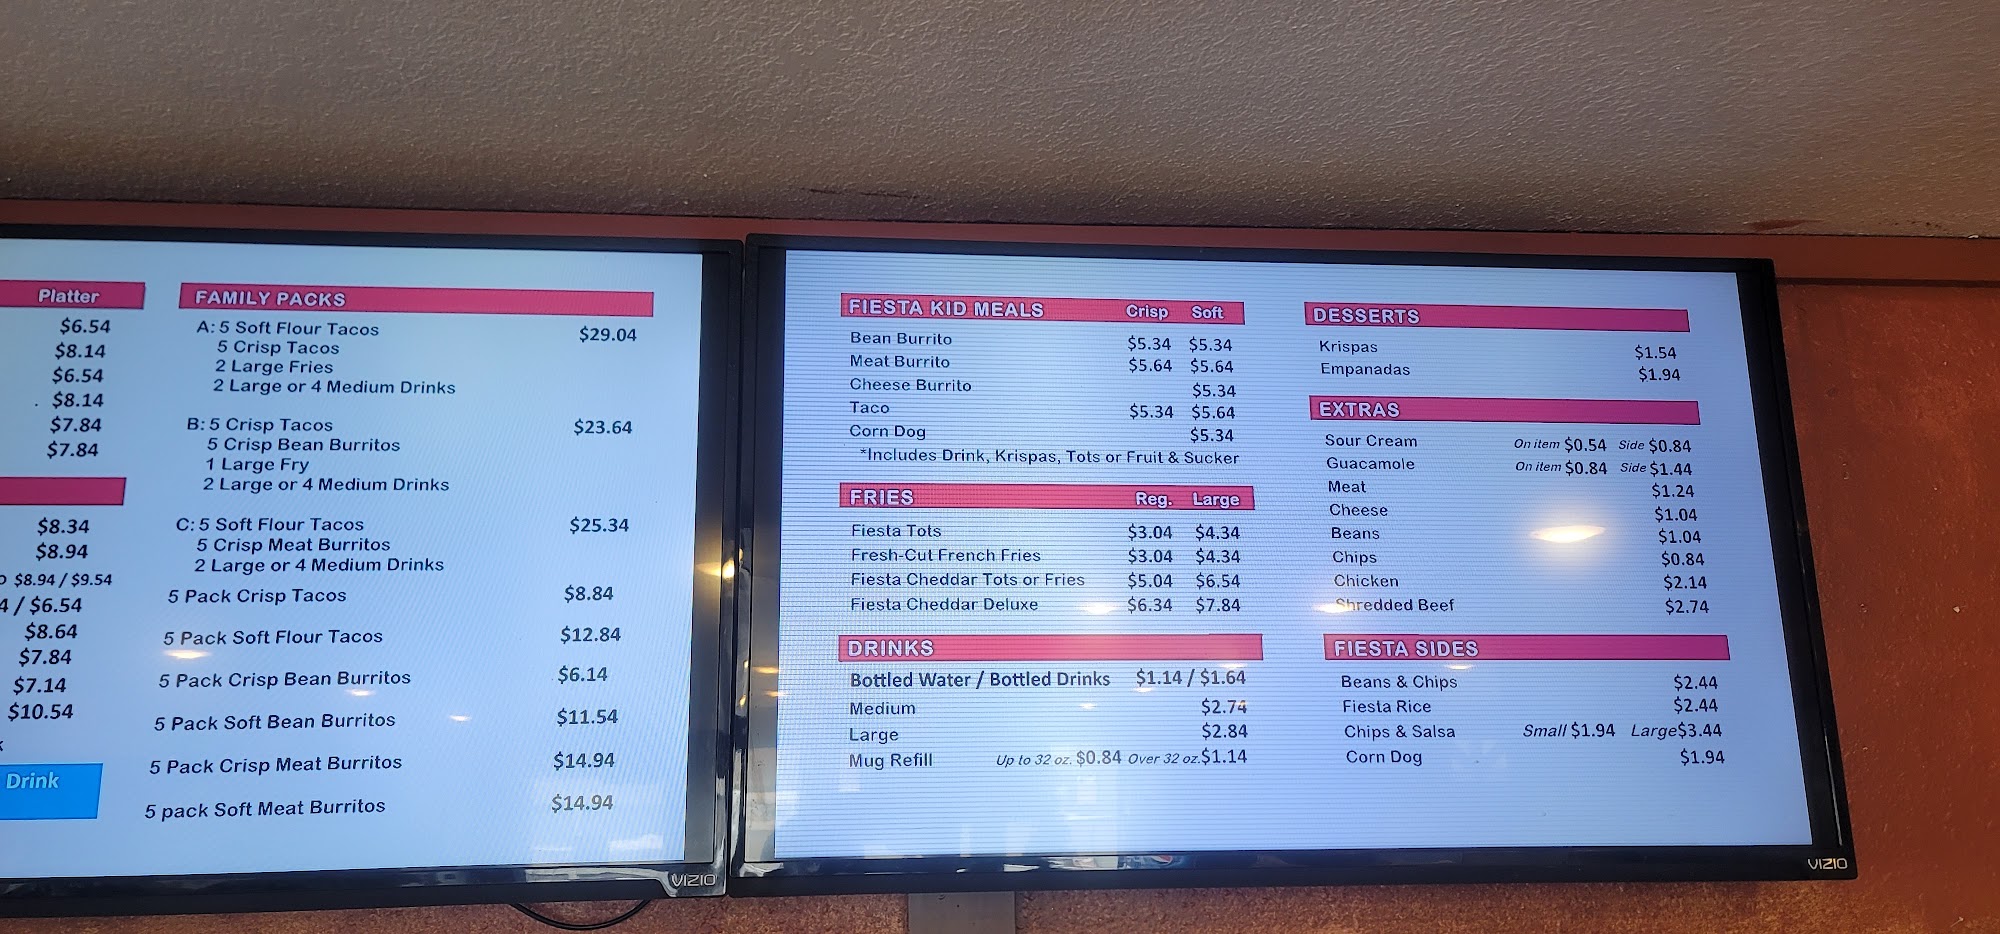 Platter
$6.54
$8.14
$6.54
$8.14
$7.84
$7.84
$8.34
$8.94
$8.94 / $9.54
/ $6.54
$8.64
$7.84
$7.14
$10.54
Drink
FAMILY PACKS
A: 5 Soft Flour Tacos $29.04
5 Crisp Tacos
2 Large Fries
2 Large or 4 Medium Drinks
B: 5 Crisp Tacos $23.64
5 Crisp Bean Burritos
1 Large Fry
2 Large or 4 Medium Drinks
C: 5 Soft Flour Tacos $25.34
5 Crisp Meat Burritos
2 Large or 4 Medium Drinks
5 Pack Crisp Tacos $8.84
5 Pack Soft Flour Tacos $12.84
5 Pack Crisp Bean Burritos $6.14
5 Pack Soft Bean Burritos $11.54
5 Pack Crisp Meat Burritos $14.94
5 pack Soft Meat Burritos $14.94
VIZIO
FIESTA KID MEALS Crisp Soft
Bean Burrito $5.34 $5.34
Meat Burrito $5.64 $5.64
Cheese Burrito $5.34
Taco $5.34 $5.64
Corn Dog $5.34
*Includes Drink, Krispas, Tots or Fruit & Sucker
FRIES Reg. Large
Fiesta Tots $3.04 $4.34
Fresh-Cut French Fries $3.04 $4.34
Fiesta Cheddar Tots or Fries $5.04 $6.54
Fiesta Cheddar Deluxe $6.34 $7.84
DRINKS
Bottled Water / Bottled Drinks $1.14 / $1.64
Medium $2.74
Large $2.84
Mug Refill Up to 32 oz. $0.84 Over 32 oz. $1.14
DESSERTS
Krispas $1.54
Empanadas $1.94
EXTRAS
Sour Cream On item $0.54 Side $0.84
Guacamole On item $0.84 Side $1.44
Meat $1.24
Cheese $1.04
Beans $1.04
Chips $0.84
Chicken $2.14
Shredded Beef $2.74
FIESTA SIDES
Beans & Chips $2.44
Fiesta Rice $2.44
Chips & Salsa Small $1.94 Large $3.44
Corn Dog $1.94
VIZIO